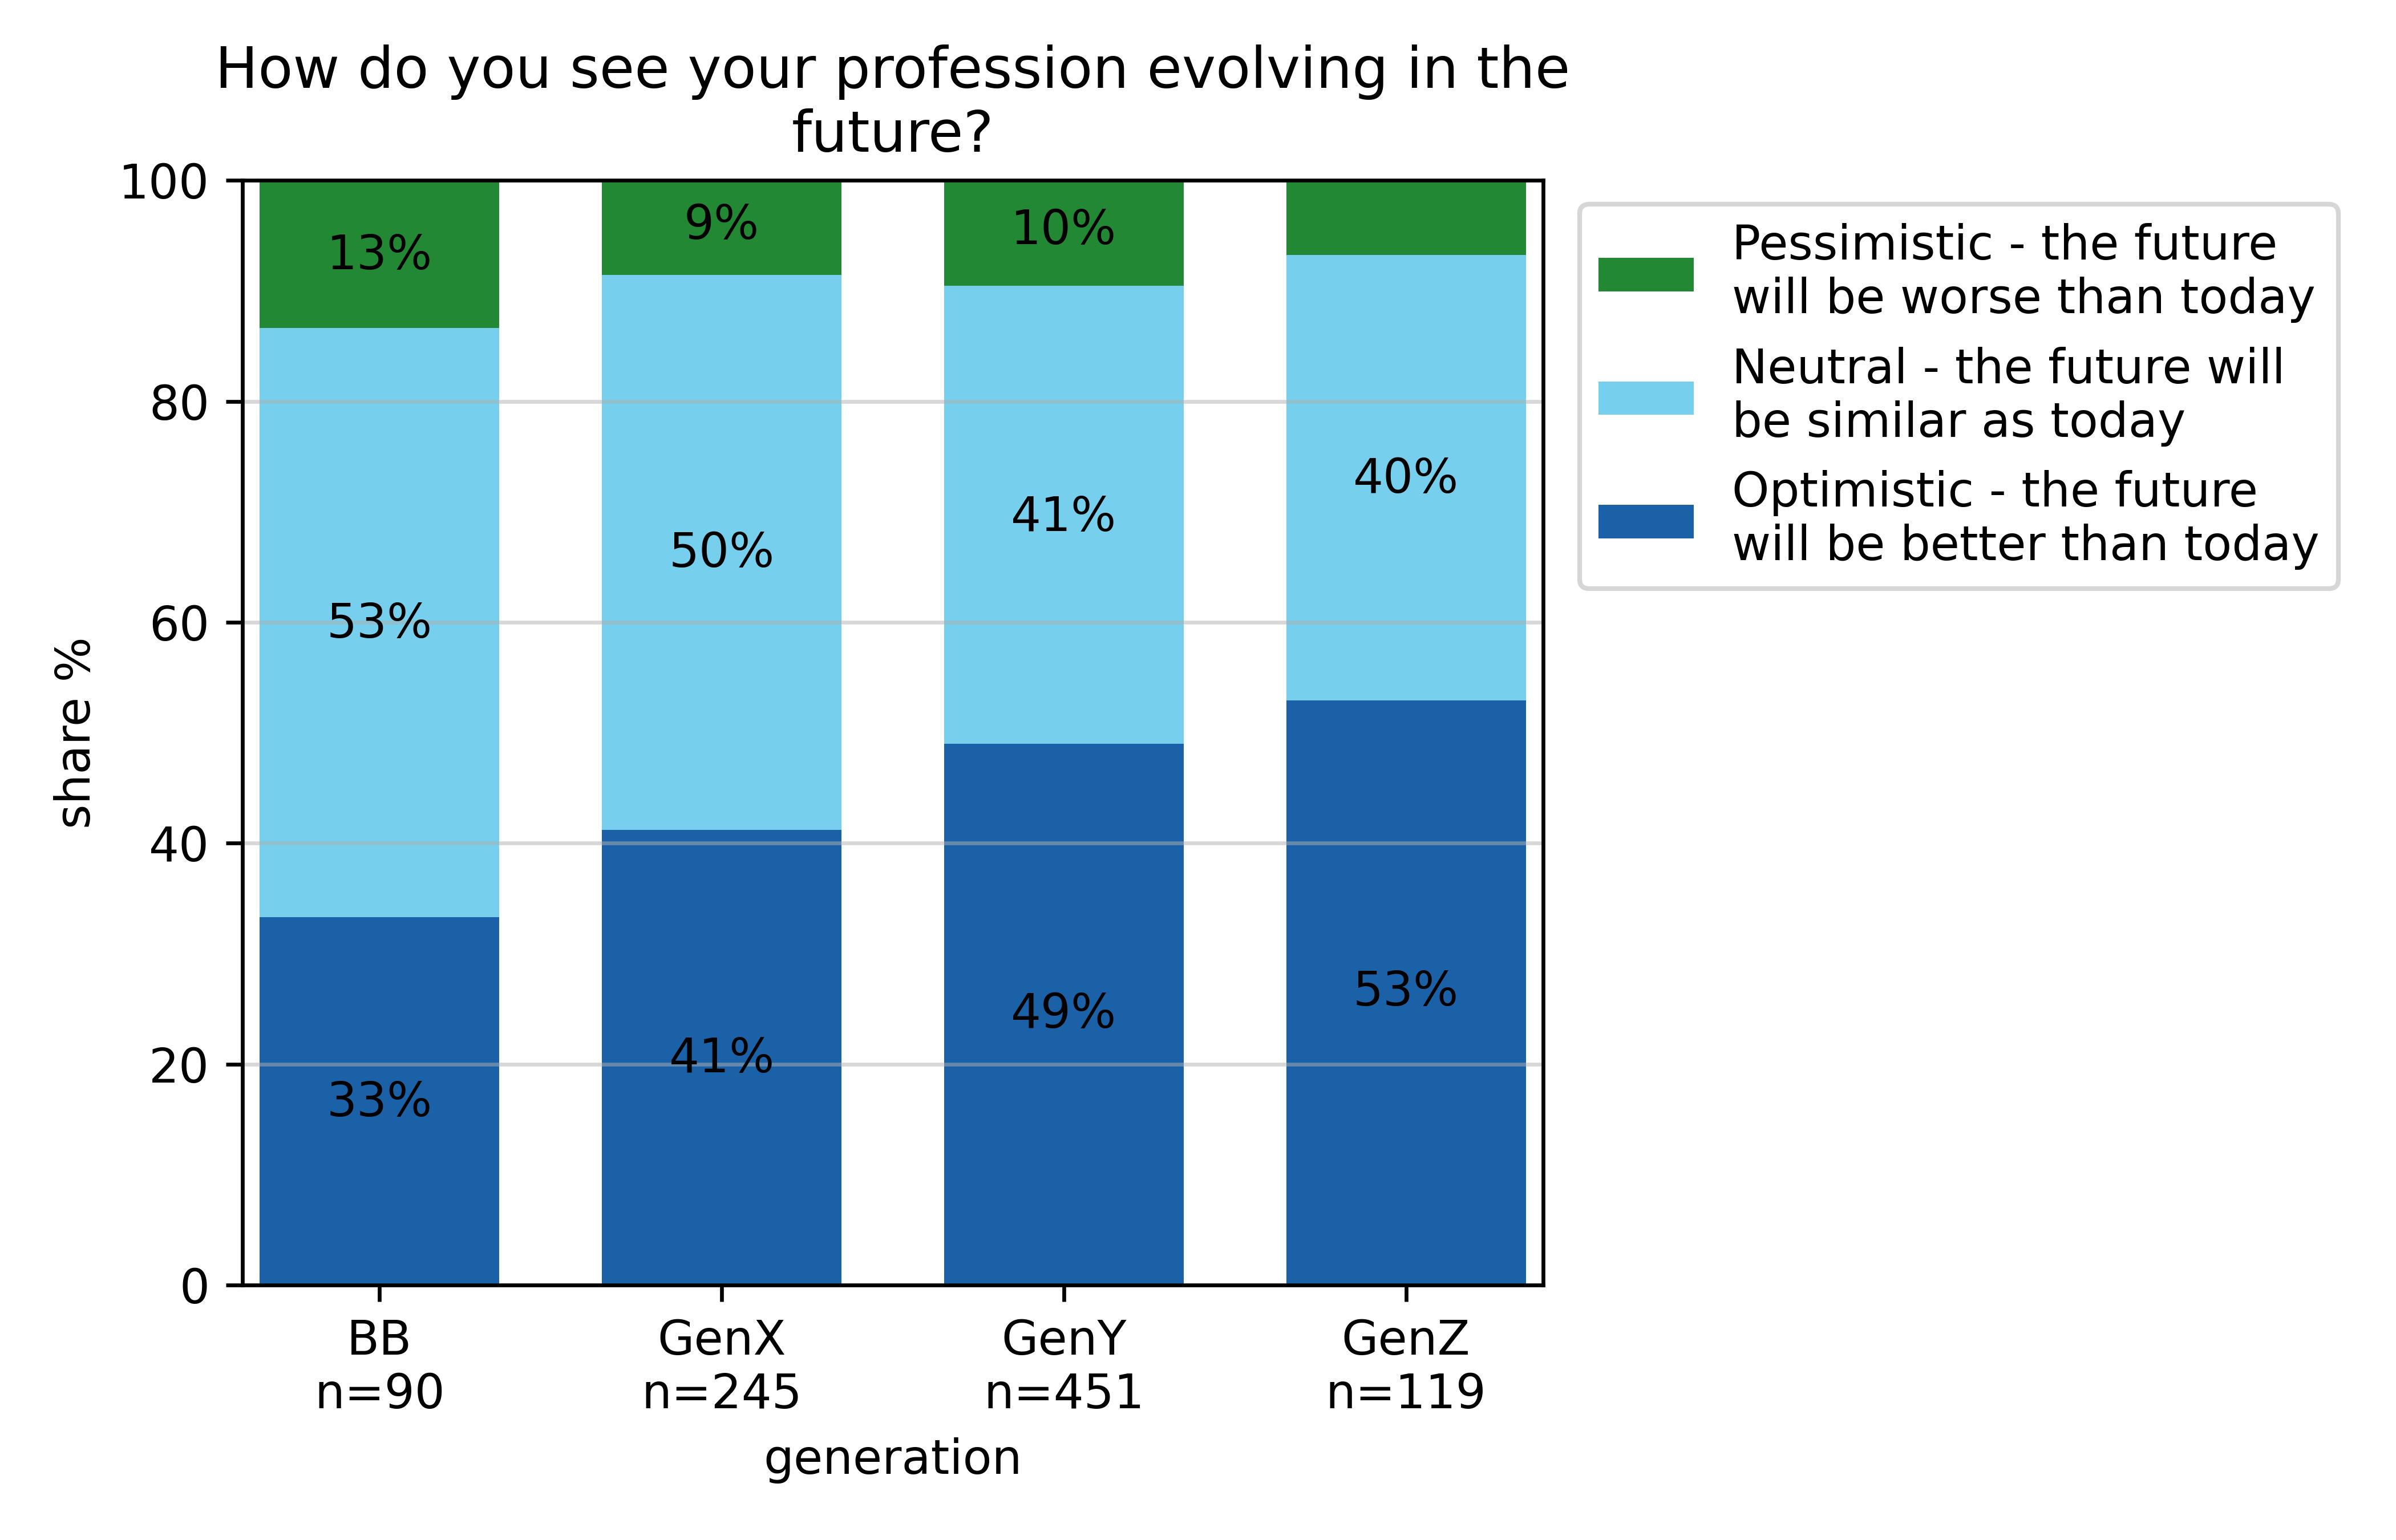 How do you see your profession evolving in the
future?
100
80
60
40
20
0
share %
13%
9%
10%
53%
50%
41%
40%
33%
41%
49%
53%
BB
n=90
GenX
n=245
GenY
n=451
GenZ
n=119
generation
Pessimistic - the future
will be worse than today
Neutral - the future will
be similar as today
Optimistic - the future
will be better than today